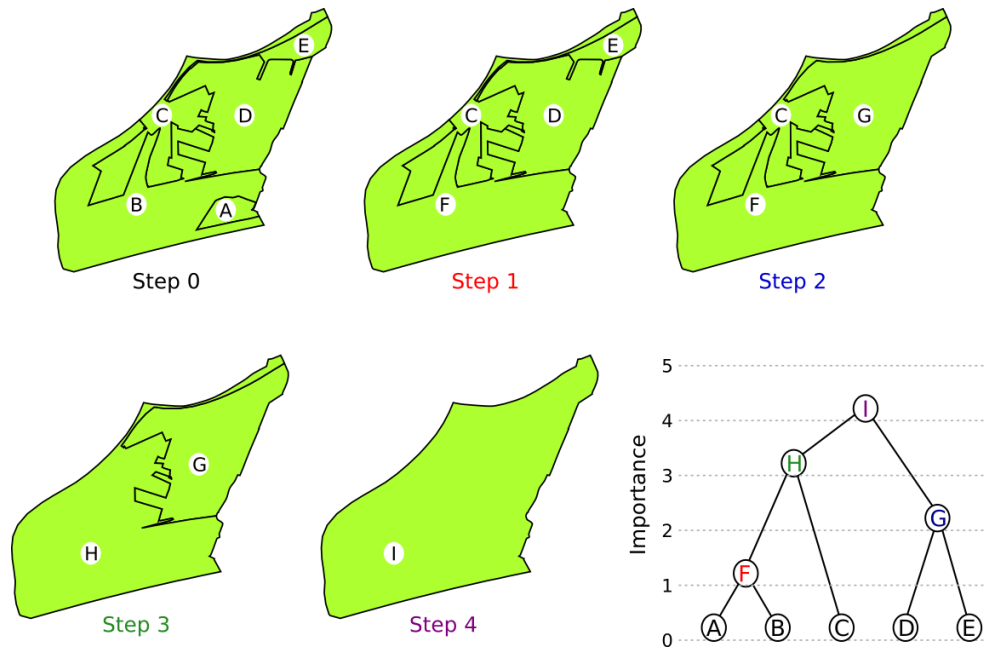 E
C
D
B
A
Step 0
E
C
D
F
Step 1
C
G
F
Step 2
G
H
Step 3
I
Step 4
5
4
3
2
1
0
Importance
I
H
G
F
A B C D E